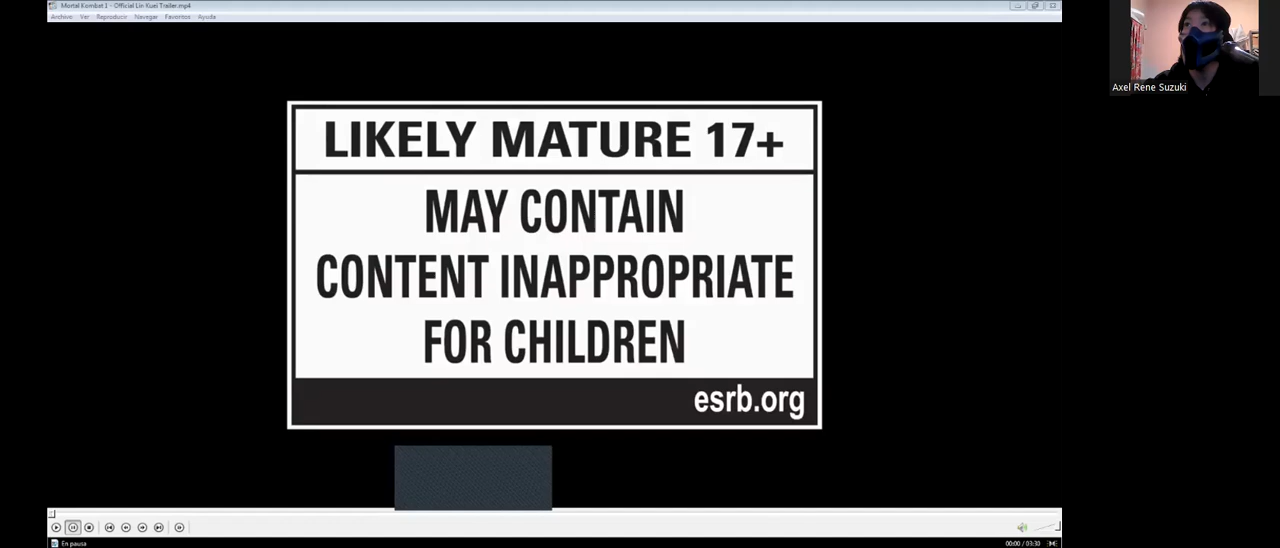 Mortal Kombat 1 - Official Lin Kuei Trailer.mp4
Archivo Ver Reproducir Navegar Favoritos Ayuda
LIKELY MATURE 17+
MAY CONTAIN
CONTENT INAPPROPRIATE
FOR CHILDREN
esrb.org
Axel Rene Suzuki
En pausa
00:00 / 03:30